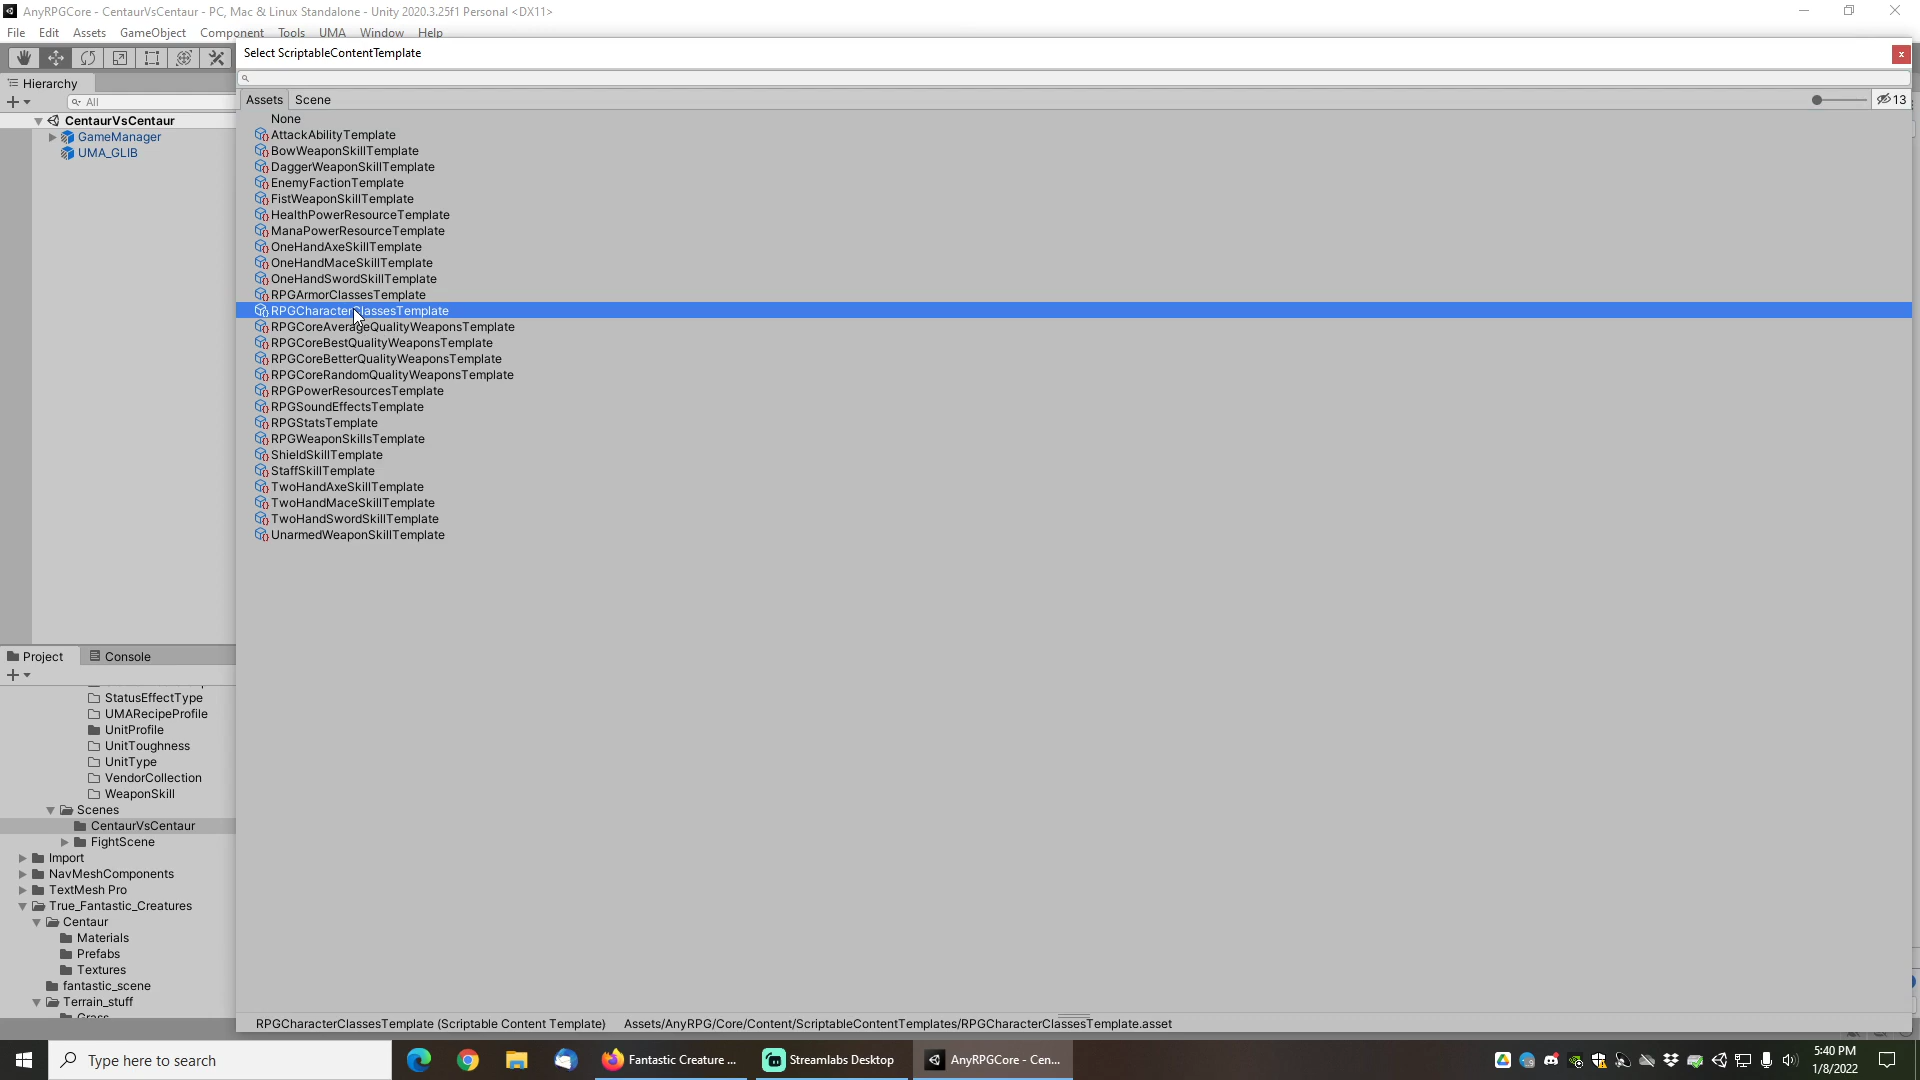 AnyRPGCore - CentaurVsCentaur - PC, Mac & Linux Standalone - Unity 2020.3.25f1 Personal <DX11>
File Edit Assets GameObject Component Tools UMA Window Help
Select ScriptableContentTemplate
Hierarchy
All
Assets Scene
13
CentaurVsCentaur
GameManager
UMA_GLIB
None
AttackAbilityTemplate
BowWeaponSkillTemplate
DaggerWeaponSkillTemplate
EnemyFactionTemplate
FistWeaponSkillTemplate
HealthPowerResourceTemplate
ManaPowerResourceTemplate
OneHandAxeSkillTemplate
OneHandMaceSkillTemplate
OneHandSwordSkillTemplate
RPGArmorClassesTemplate
RPGCharacterClassesTemplate
RPGCoreAverageQualityWeaponsTemplate
RPGCoreBestQualityWeaponsTemplate
RPGCoreBetterQualityWeaponsTemplate
RPGCoreRandomQualityWeaponsTemplate
RPGPowerResourcesTemplate
RPGSoundEffectsTemplate
RPGStatsTemplate
RPGWeaponSkillsTemplate
ShieldSkillTemplate
StaffSkillTemplate
TwoHandAxeSkillTemplate
TwoHandMaceSkillTemplate
TwoHandSwordSkillTemplate
UnarmedWeaponSkillTemplate
Project Console
StatusEffectType
UMARecipeProfile
UnitProfile
UnitToughness
UnitType
VendorCollection
WeaponSkill
Scenes
CentaurVsCentaur
FightScene
Import
NavMeshComponents
TextMesh Pro
True_Fantastic_Creatures
Centaur
Materials
Prefabs
Textures
fantastic_scene
Terrain_stuff
Grass
RPGCharacterClassesTemplate (Scriptable Content Template) Assets/AnyRPG/Core/Content/ScriptableContentTemplates/RPGCharacterClassesTemplate.asset
Type here to search
Fantastic Creature ...
Streamlabs Desktop
AnyRPGCore - Cen...
5:40 PM
1/8/2022